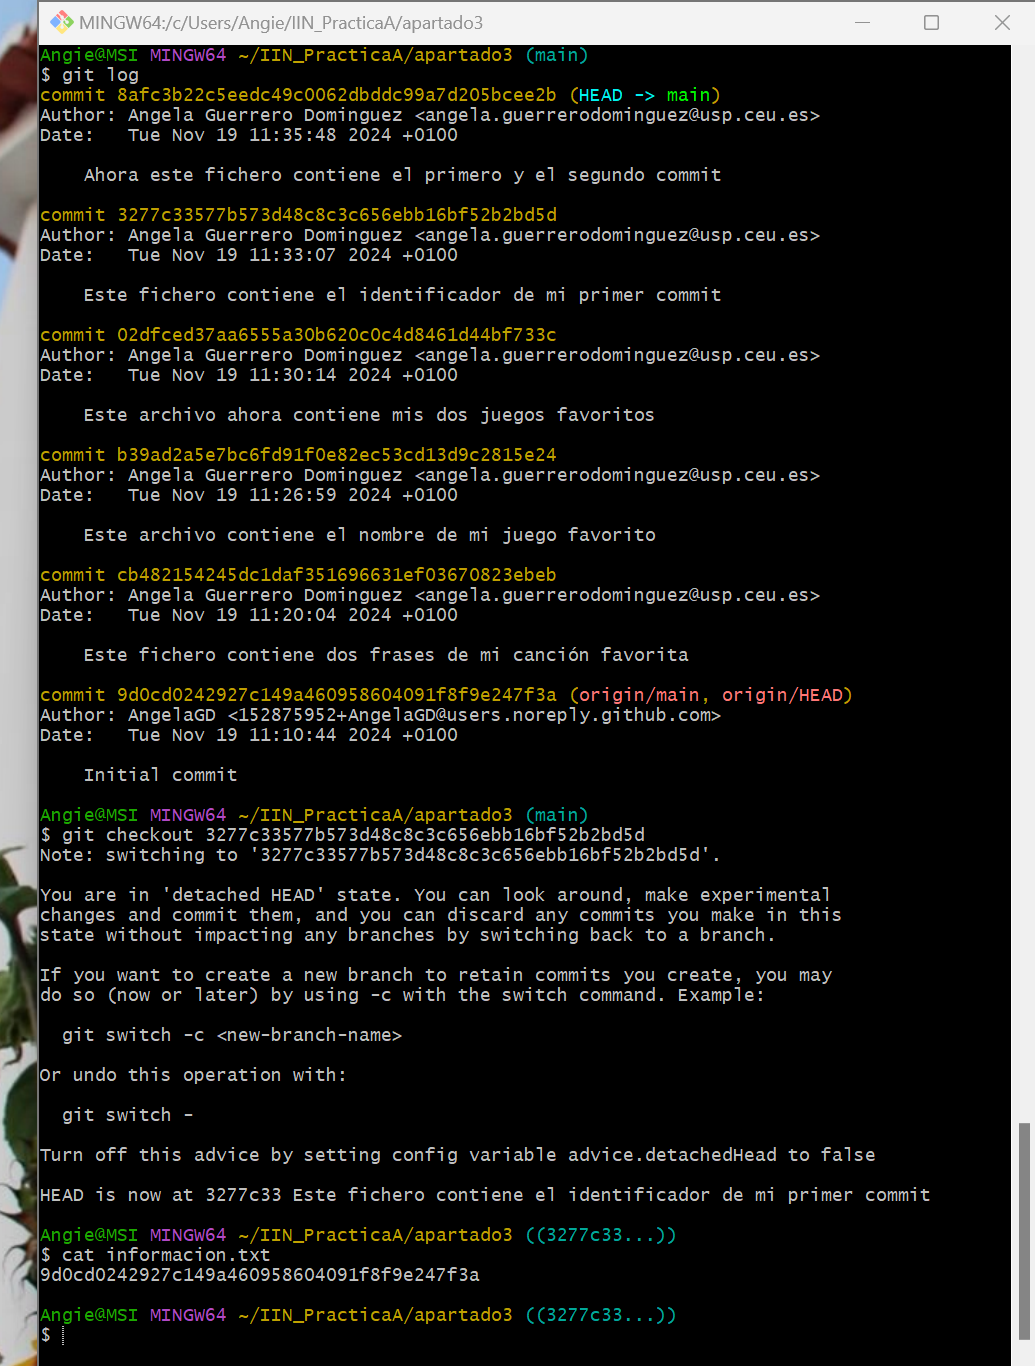 MINGW64:/c/Users/Angie/IIN_PracticaA/apartado3
Angie@MSI MINGW64 ~/IIN_PracticaA/apartado3 (main)
$ git log
commit 8afc3b22c5eedc49c0062dbddc99a7d205bcee2b (HEAD -> main)
Author: Angela Guerrero Dominguez <angela.guerrerodominguez@usp.ceu.es>
Date:   Tue Nov 19 11:35:48 2024 +0100
    Ahora este fichero contiene el primero y el segundo commit
commit 3277c33577b573d48c8c3c656ebb16bf52b2bd5d
Author: Angela Guerrero Dominguez <angela.guerrerodominguez@usp.ceu.es>
Date:   Tue Nov 19 11:33:07 2024 +0100
    Este fichero contiene el identificador de mi primer commit
commit 02dfced37aa6555a30b620c0c4d8461d44bf733c
Author: Angela Guerrero Dominguez <angela.guerrerodominguez@usp.ceu.es>
Date:   Tue Nov 19 11:30:14 2024 +0100
    Este archivo ahora contiene mis dos juegos favoritos
commit b39ad2a5e7bc6fd91f0e82ec53cd13d9c2815e24
Author: Angela Guerrero Dominguez <angela.guerrerodominguez@usp.ceu.es>
Date:   Tue Nov 19 11:26:59 2024 +0100
    Este archivo contiene el nombre de mi juego favorito
commit cb482154245dc1daf351696631ef03670823ebeb
Author: Angela Guerrero Dominguez <angela.guerrerodominguez@usp.ceu.es>
Date:   Tue Nov 19 11:20:04 2024 +0100
    Este fichero contiene dos frases de mi canción favorita
commit 9d0cd0242927c149a460958604091f8f9e247f3a (origin/main, origin/HEAD)
Author: AngelaGD <152875952+AngelaGD@users.noreply.github.com>
Date:   Tue Nov 19 11:10:44 2024 +0100
    Initial commit
Angie@MSI MINGW64 ~/IIN_PracticaA/apartado3 (main)
$ git checkout 3277c33577b573d48c8c3c656ebb16bf52b2bd5d
Note: switching to '3277c33577b573d48c8c3c656ebb16bf52b2bd5d'.
You are in 'detached HEAD' state. You can look around, make experimental
changes and commit them, and you can discard any commits you make in this
state without impacting any branches by switching back to a branch.
If you want to create a new branch to retain commits you create, you may
do so (now or later) by using -c with the switch command. Example:
  git switch -c <new-branch-name>
Or undo this operation with:
  git switch -
Turn off this advice by setting config variable advice.detachedHead to false
HEAD is now at 3277c33 Este fichero contiene el identificador de mi primer commit
Angie@MSI MINGW64 ~/IIN_PracticaA/apartado3 ((3277c33...))
$ cat informacion.txt
9d0cd0242927c149a460958604091f8f9e247f3a
Angie@MSI MINGW64 ~/IIN_PracticaA/apartado3 ((3277c33...))
$